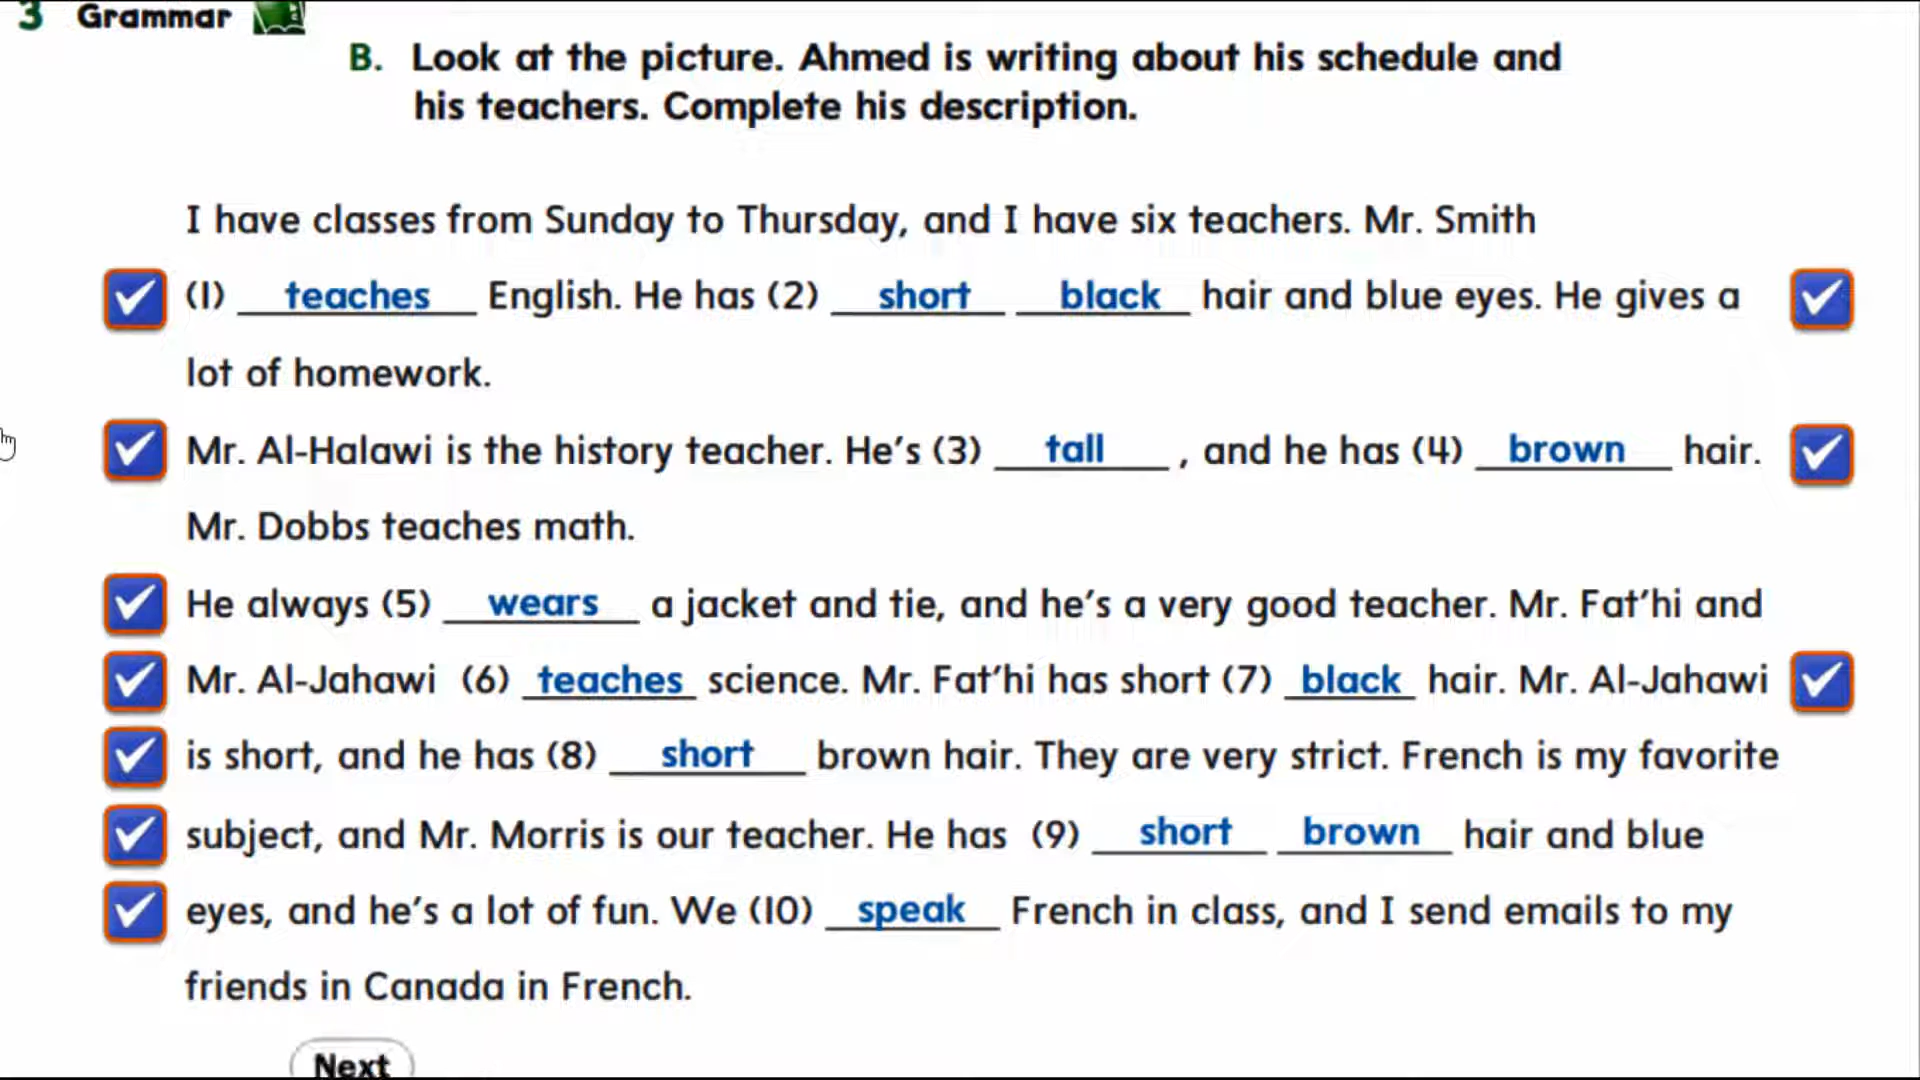 3 Grammar
B. Look at the picture. Ahmed is writing about his schedule and
his teachers. Complete his description.
I have classes from Sunday to Thursday, and I have six teachers. Mr. Smith
(1) teaches English. He has (2) short black hair and blue eyes. He gives a
lot of homework.
Mr. Al-Halawi is the history teacher. He's (3) tall , and he has (4) brown hair.
Mr. Dobbs teaches math.
He always (5) wears a jacket and tie, and he's a very good teacher. Mr. Fat'hi and
Mr. Al-Jahawi (6) teaches science. Mr. Fat'hi has short (7) black hair. Mr. Al-Jahawi
is short, and he has (8) short brown hair. They are very strict. French is my favorite
subject, and Mr. Morris is our teacher. He has (9) short brown hair and blue
eyes, and he's a lot of fun. We (10) speak French in class, and I send emails to my
friends in Canada in French.
Next